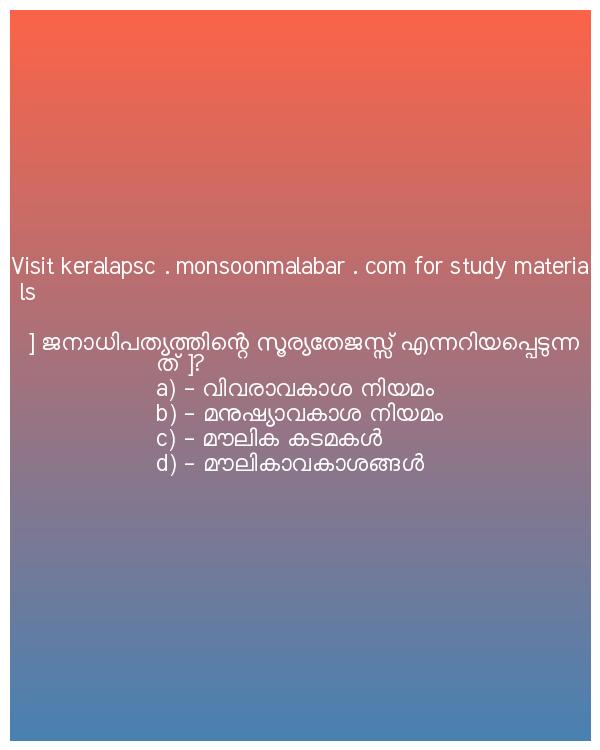 Visit keralapsc . monsoonmalabar . com for study materia
ls
] ജനാധിപത്യത്തിന്റെ സൂര്യതേജസ്സ് എന്നറിയപ്പെടുന്ന
ത് ]?
a) - വിവരാവകാശ നിയമം
b) - മനുഷ്യാവകാശ നിയമം
c) - മൗലിക കടമകൾ
d) - മൗലികാവകാശങ്ങൾ